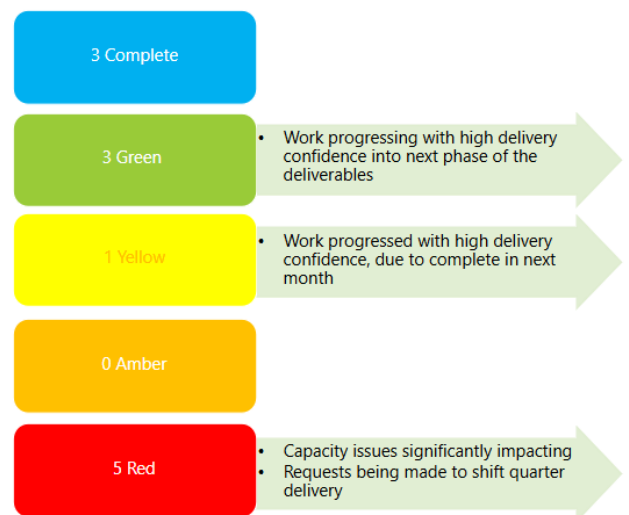 3 Complete
3 Green
• Work progressing with high delivery
confidence into next phase of the
deliverables
1 Yellow
• Work progressed with high delivery
confidence, due to complete in next
month
0 Amber
5 Red
• Capacity issues significantly impacting
• Requests being made to shift quarter
delivery